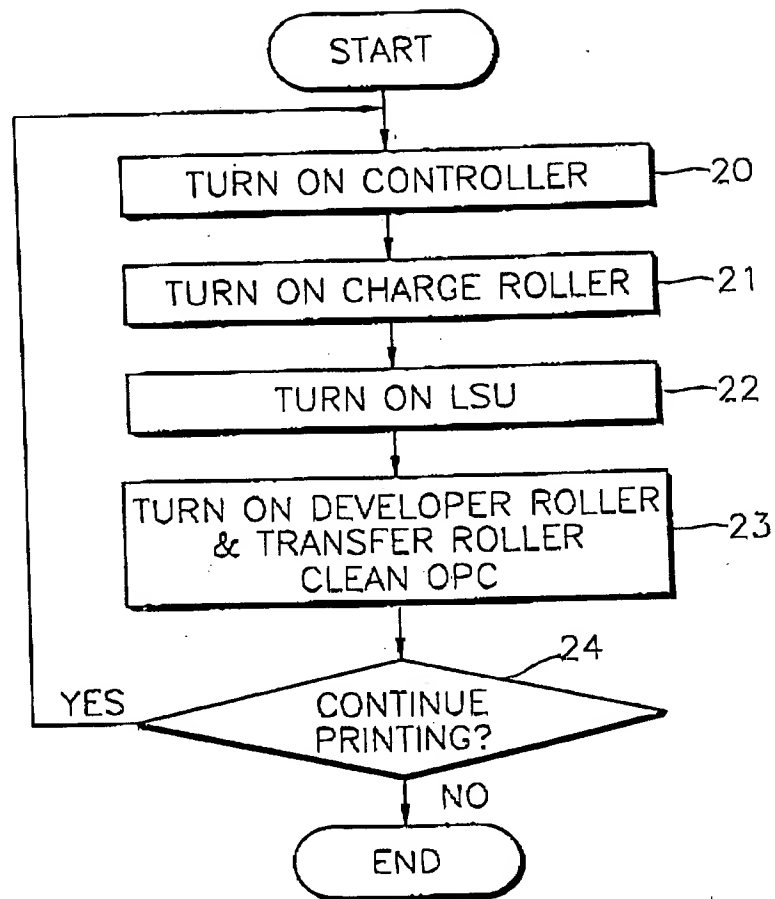 START
TURN ON CONTROLLER
20
TURN ON CHARGE ROLLER
21
TURN ON LSU
22
TURN ON DEVELOPER ROLLER
& TRANSFER ROLLER
CLEAN OPC
23
24
YES
CONTINUE
PRINTING?
NO
END